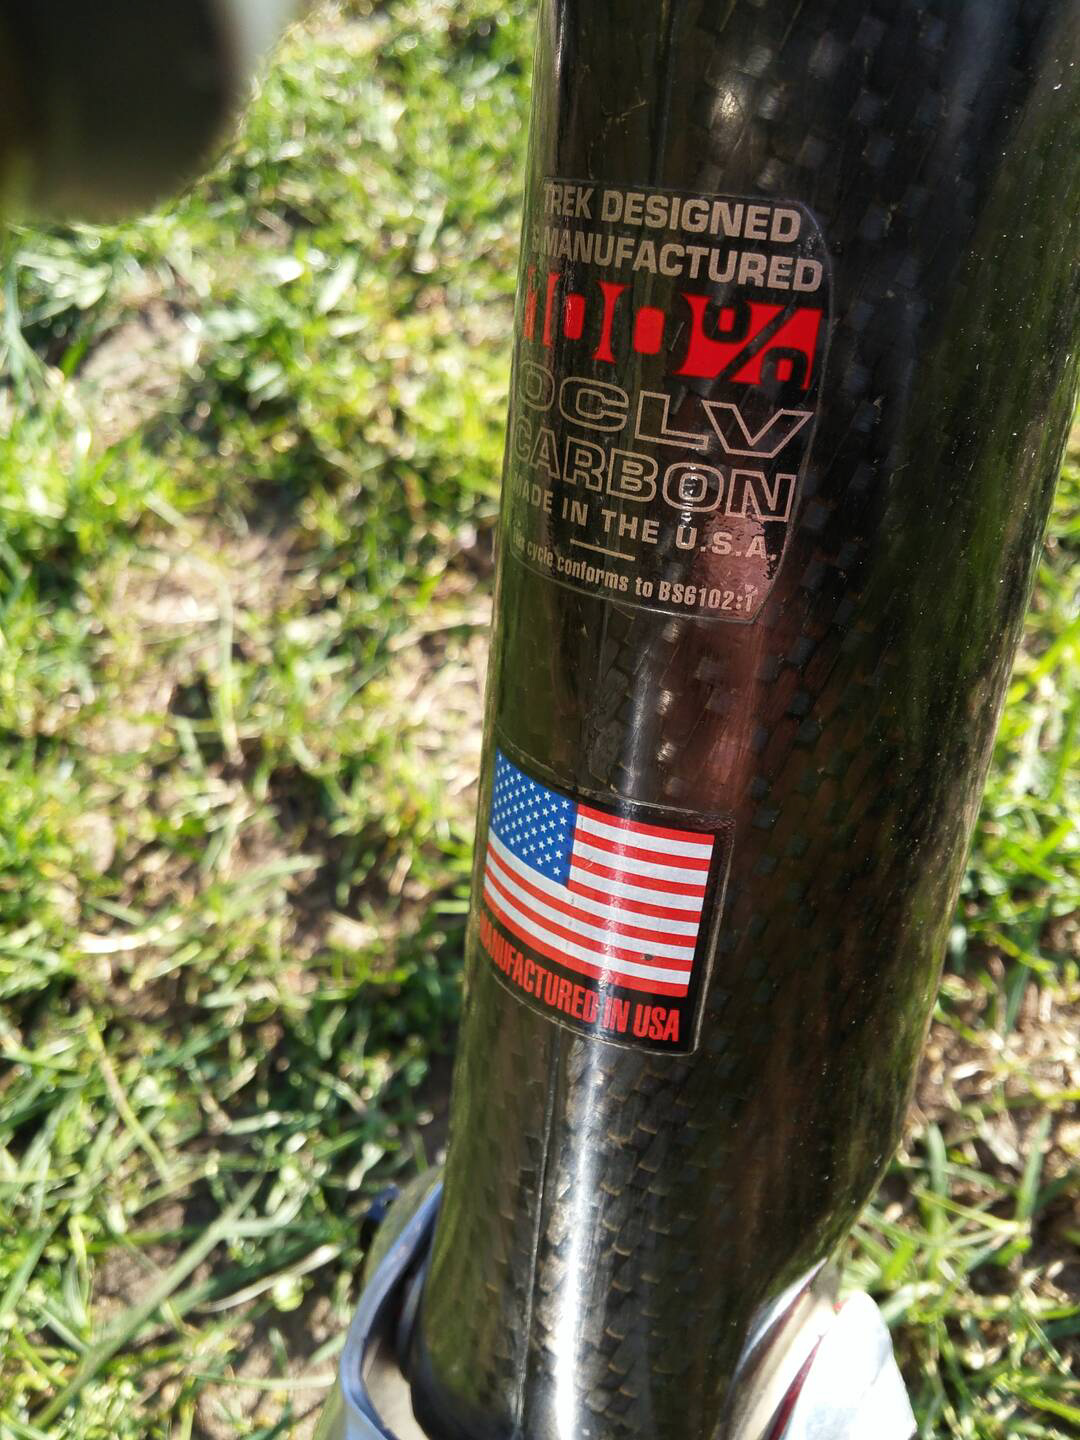 TREK DESIGNED
& MANUFACTURED
100%
OCLV
CARBON
MADE IN THE U.S.A.
cycle conforms to BS6102:1
MANUFACTURED IN USA